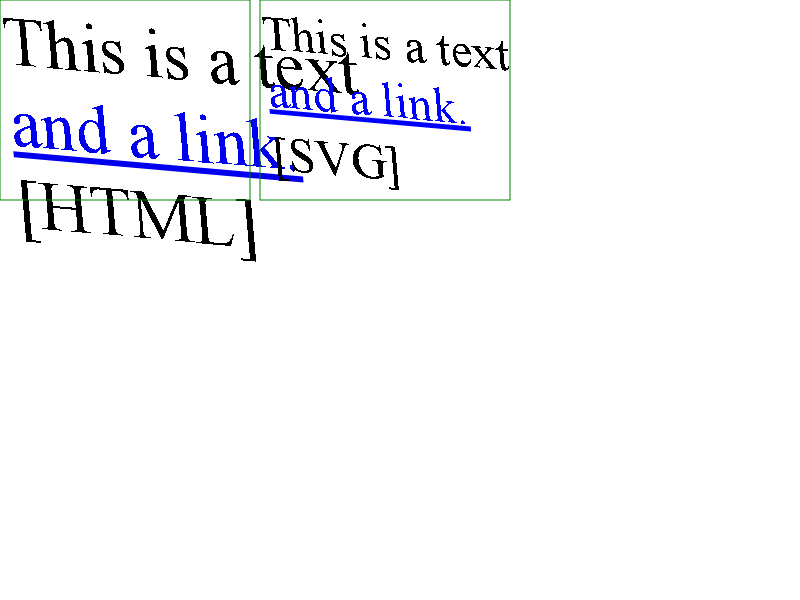 This is a text
and a link.
[HTML]
This is a text
and a link.
[SVG]